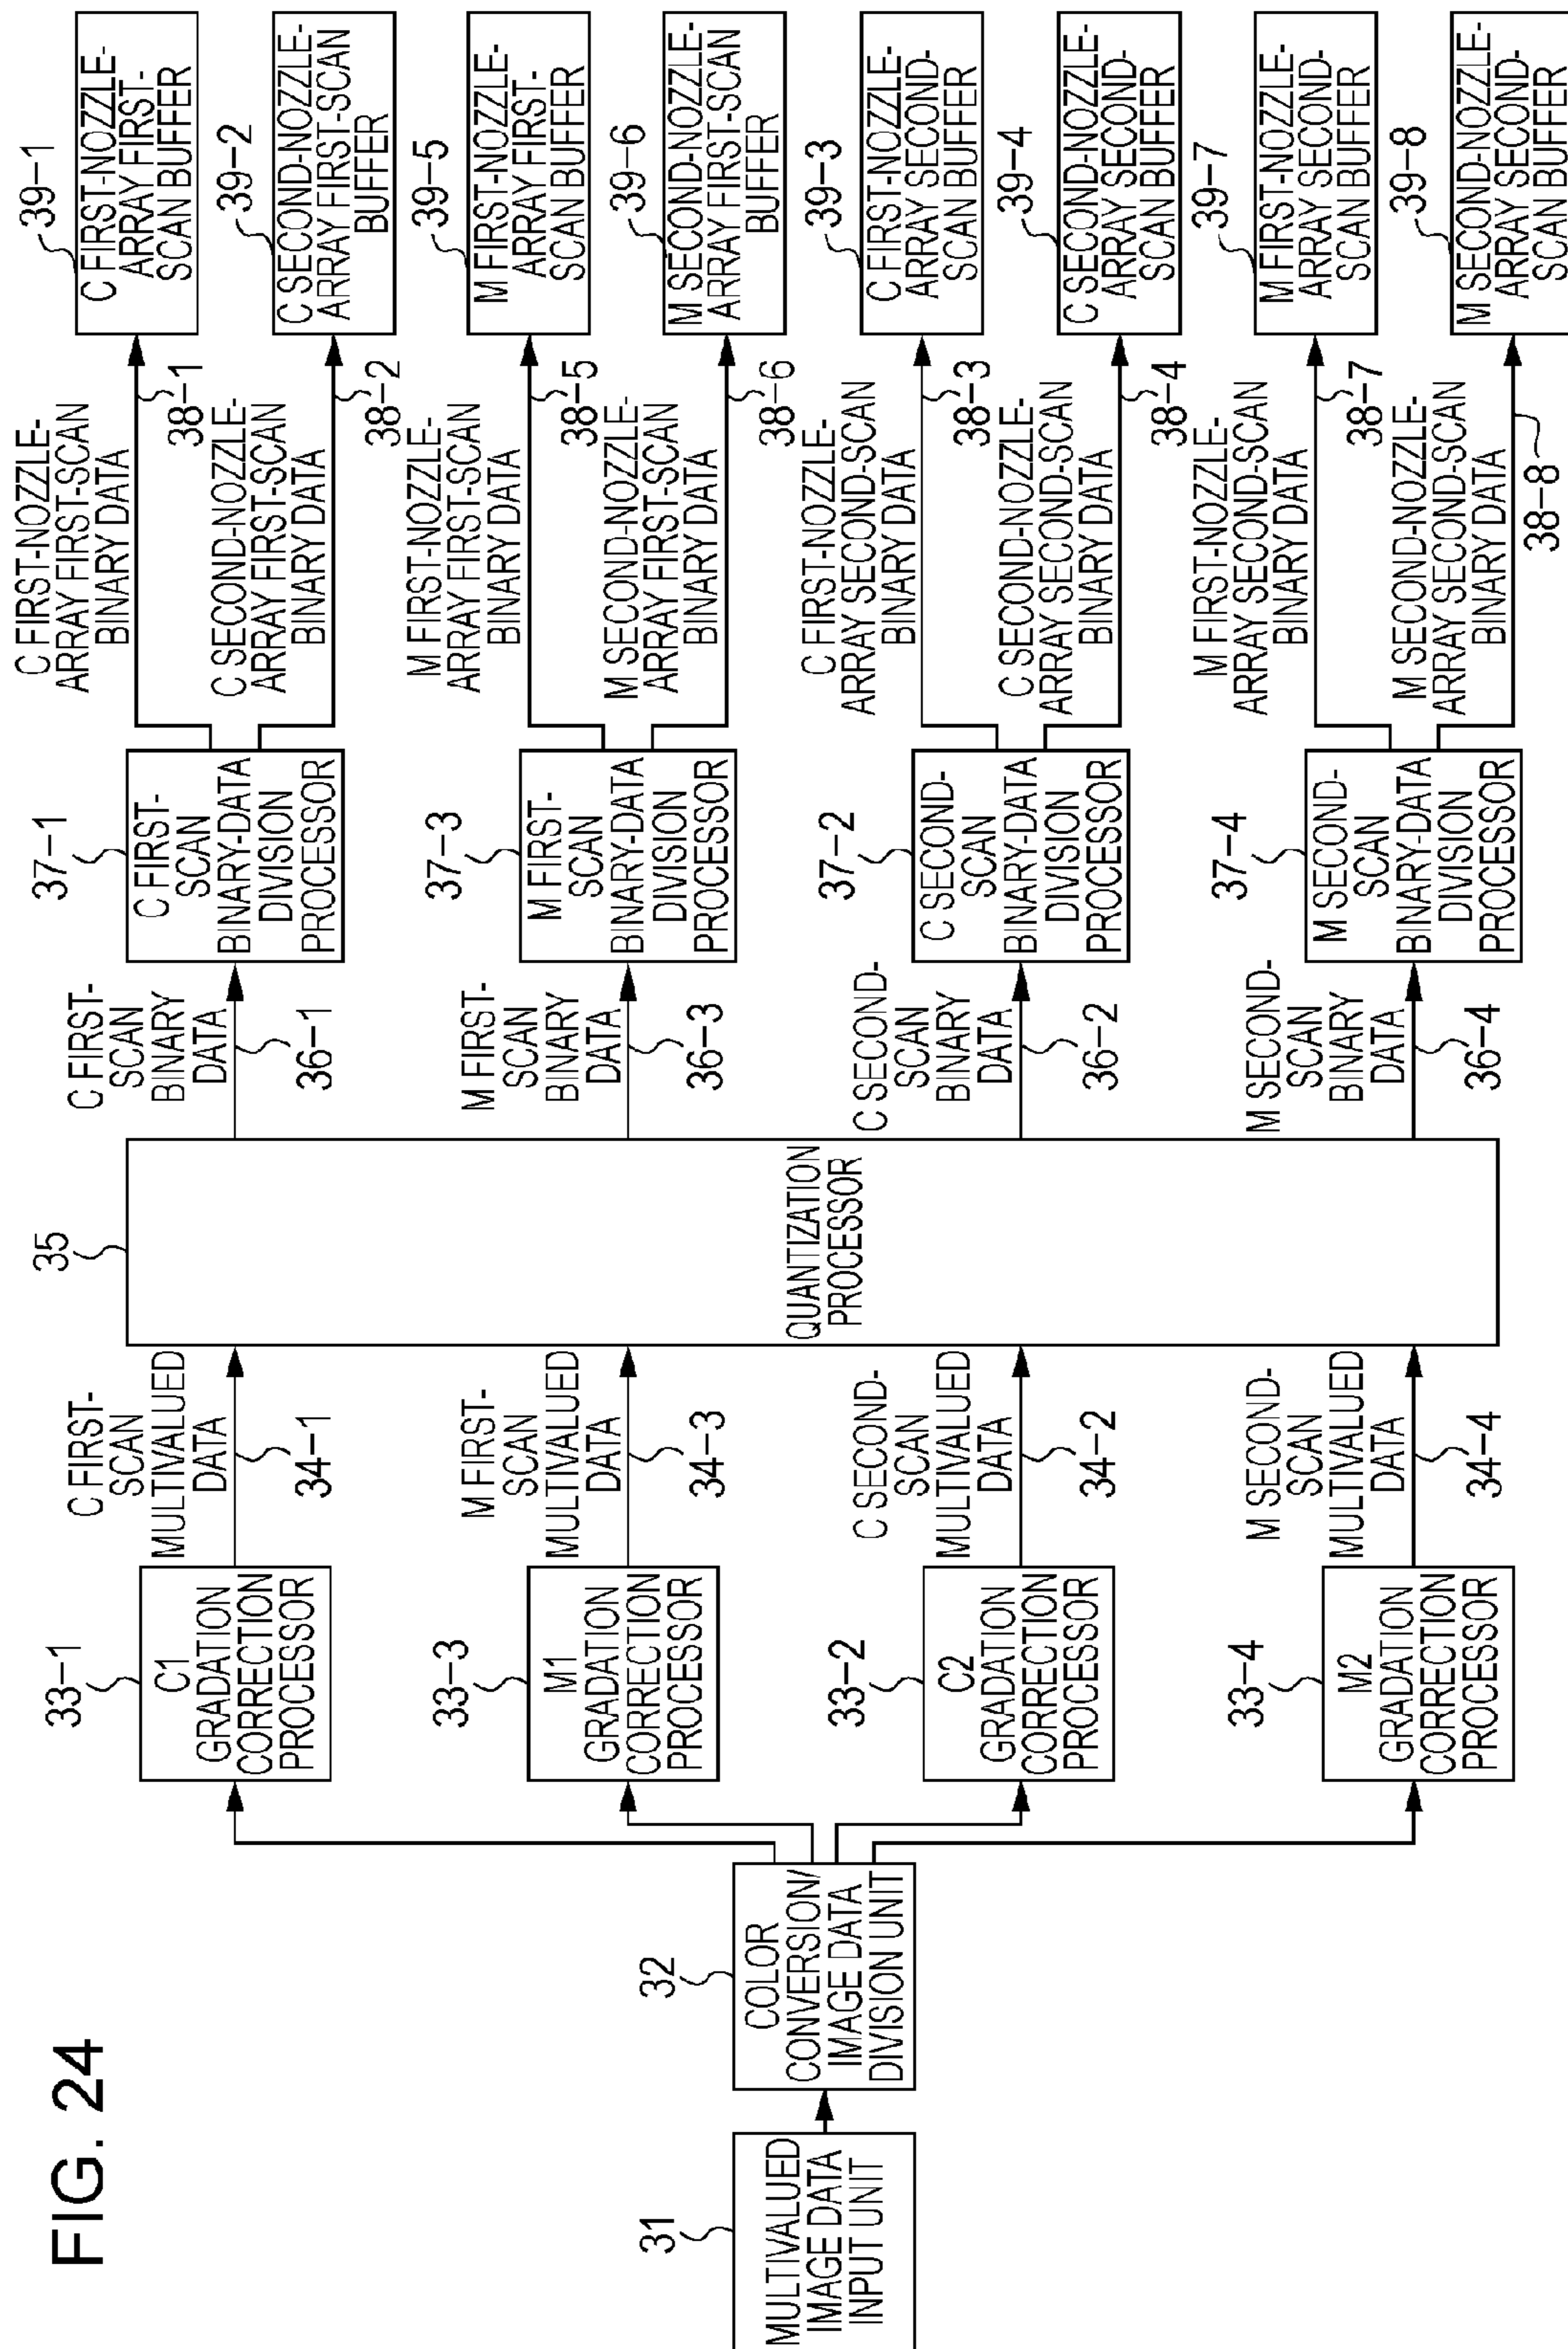 FIG. 24
31
MULTIVALUED
IMAGE DATA
INPUT UNIT
32
COLOR
CONVERSION/
IMAGE DATA
DIVISION UNIT
33-1
C1
GRADATION
CORRECTION
PROCESSOR
33-3
M1
GRADATION
CORRECTION
PROCESSOR
33-2
C2
GRADATION
CORRECTION
PROCESSOR
33-4
M2
GRADATION
CORRECTION
PROCESSOR
C FIRST-
SCAN
MULTIVALUED
DATA
34-1
M FIRST-
SCAN
MULTIVALUED
DATA
34-3
C SECOND-
SCAN
MULTIVALUED
DATA
34-2
M SECOND-
SCAN
MULTIVALUED
DATA
34-4
35
QUANTIZATION
PROCESSOR
C FIRST-
SCAN
BINARY
DATA
36-1
M FIRST-
SCAN
BINARY
DATA
36-3
C SECOND-
SCAN
BINARY
DATA
36-2
M SECOND-
SCAN
BINARY
DATA
36-4
37-1
C FIRST-
SCAN
BINARY-DATA
DIVISION
PROCESSOR
37-3
M FIRST-
SCAN
BINARY-DATA
DIVISION
PROCESSOR
37-2
C SECOND-
SCAN
BINARY-DATA
DIVISION
PROCESSOR
37-4
M SECOND-
SCAN
BINARY-DATA
DIVISION
PROCESSOR
C FIRST-NOZZLE-
ARRAY FIRST-SCAN
BINARY DATA
38-1
C SECOND-NOZZLE-
ARRAY FIRST-SCAN
BINARY DATA
38-2
M FIRST-NOZZLE-
ARRAY FIRST-SCAN
BINARY DATA
38-5
M SECOND-NOZZLE-
ARRAY FIRST-SCAN
BINARY DATA
38-6
C FIRST-NOZZLE-
ARRAY SECOND-SCAN
BINARY DATA
38-3
C SECOND-NOZZLE-
ARRAY SECOND-SCAN
BINARY DATA
38-4
M FIRST-NOZZLE-
ARRAY SECOND-SCAN
BINARY DATA
38-7
M SECOND-NOZZLE-
ARRAY SECOND-SCAN
BINARY DATA
38-8
39-1
C FIRST-NOZZLE-
ARRAY FIRST-
SCAN BUFFER
39-2
C SECOND-NOZZLE-
ARRAY FIRST-SCAN
BUFFER
39-5
M FIRST-NOZZLE-
ARRAY FIRST-
SCAN BUFFER
39-6
M SECOND-NOZZLE-
ARRAY FIRST-SCAN
BUFFER
39-3
C FIRST-NOZZLE-
ARRAY SECOND-
SCAN BUFFER
39-4
C SECOND-NOZZLE-
ARRAY SECOND-
SCAN BUFFER
39-7
M FIRST-NOZZLE-
ARRAY SECOND-
SCAN BUFFER
39-8
M SECOND-NOZZLE-
ARRAY SECOND-
SCAN BUFFER